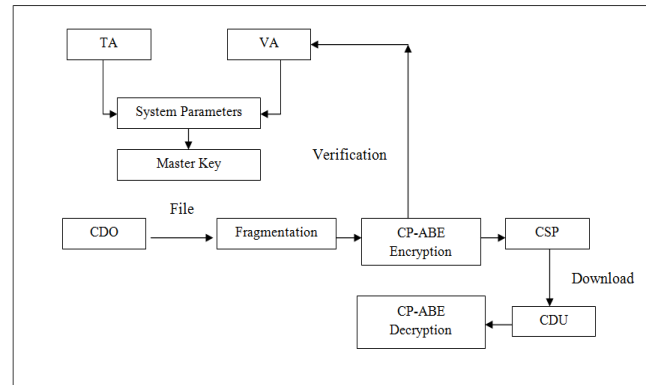 TA
VA
System Parameters
Master Key
Verification
File
CDO
Fragmentation
CP-ABE
Encryption
CSP
Download
CP-ABE
Decryption
CDU